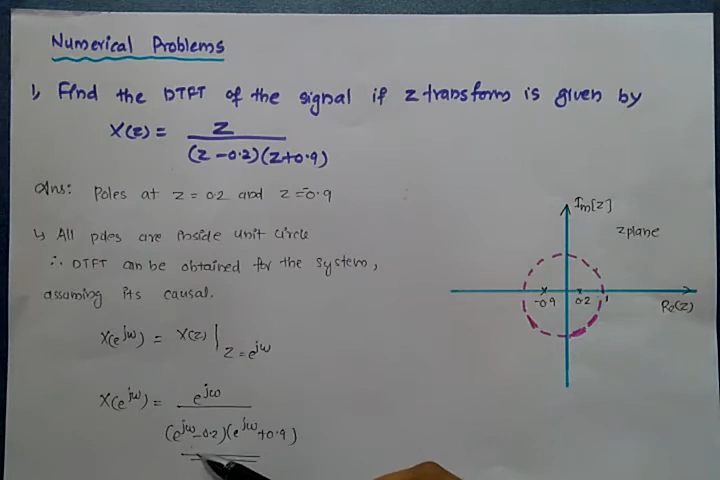 Numerical Problems
1, Find the DTFT of the signal if z transform is given by
X(z) = z / (z - 0.2)(z + 0.9)
Ans: Poles at z = 0.2 and z = -0.9
↳ All poles are inside unit circle
∴ DTFT can be obtained for the system,
assuming its causal.
X(e^jω) = X(z) | z = e^jω
X(e^jω) = e^jω / (e^jω - 0.2)(e^jω + 0.9)
Im[z]
z plane
-0.9 0.2 1
Re(z)